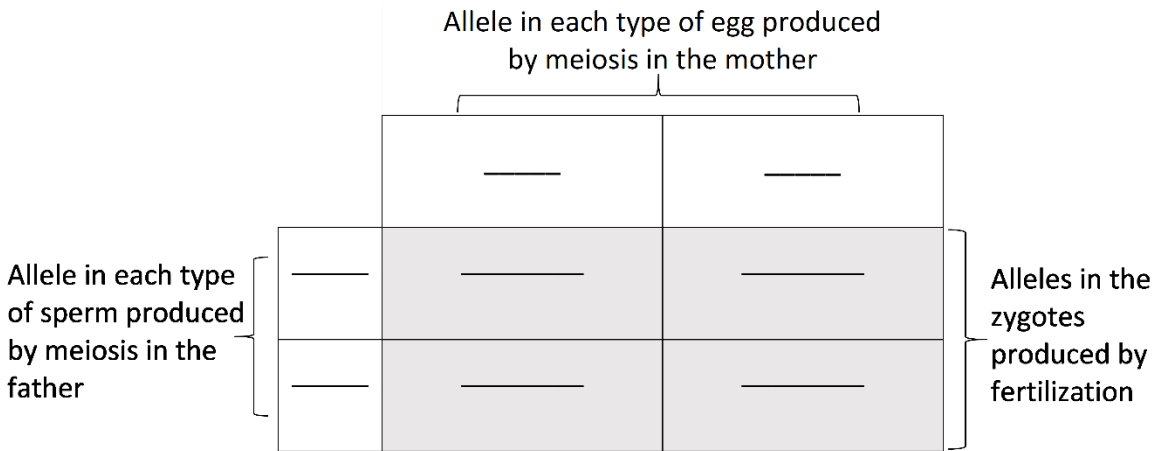 Allele in each type of egg produced
by meiosis in the mother
Allele in each type
of sperm produced
by meiosis in the
father
Alleles in the
zygotes
produced by
fertilization